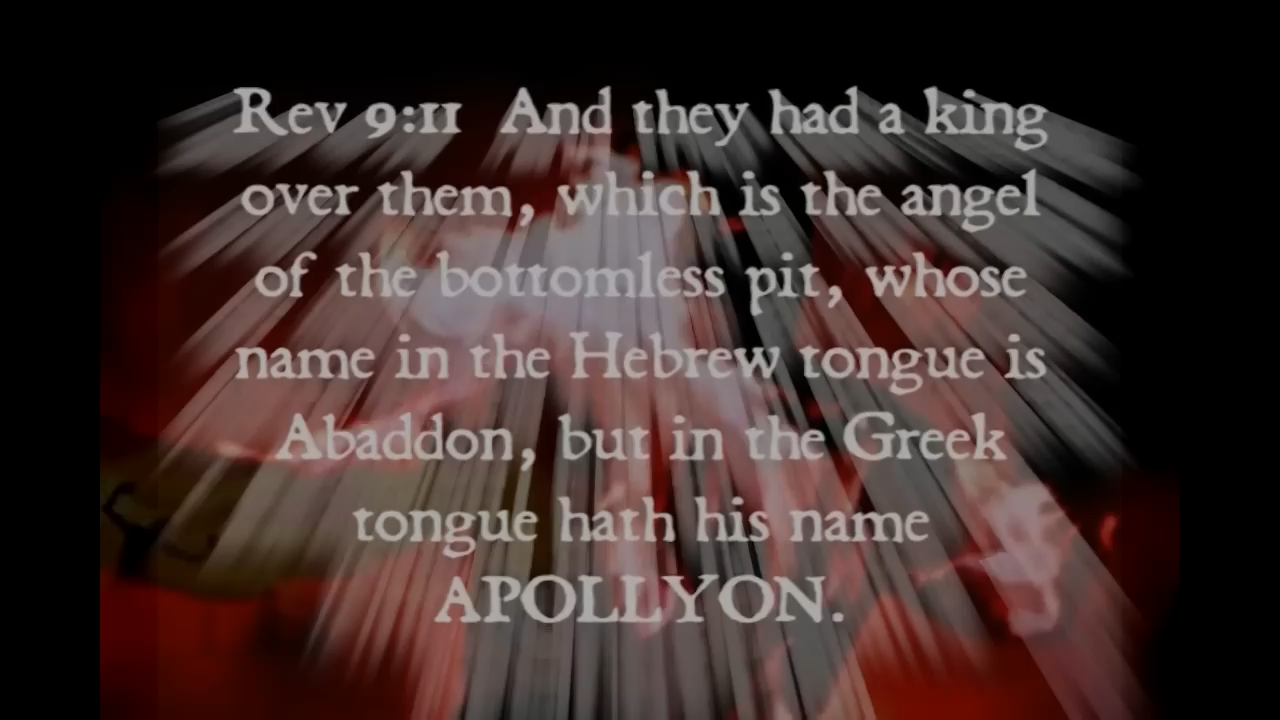 Rev 9:11 And they had a king
over them, which is the angel
of the bottomless pit, whose
name in the Hebrew tongue is
Abaddon, but in the Greek
tongue hath his name
APOLLYON.